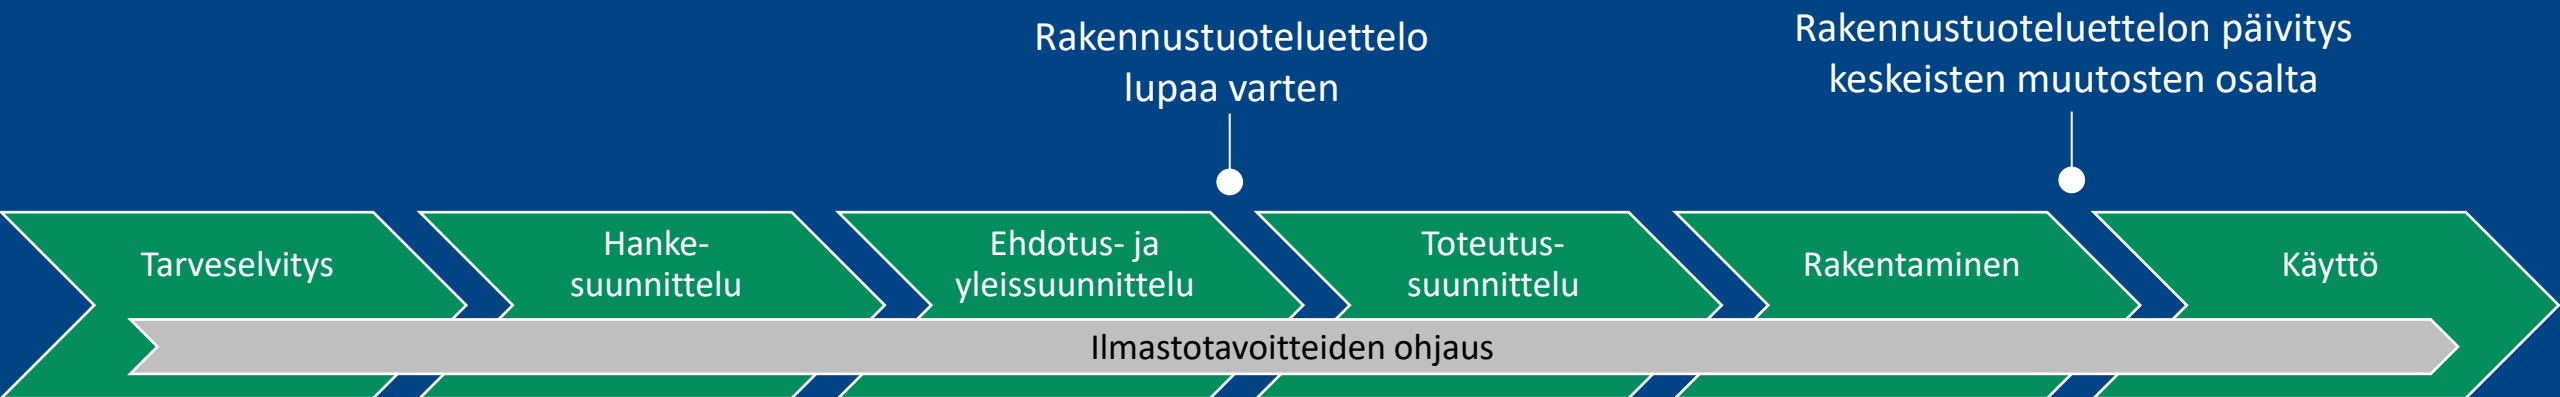 Rakennustuoteluettelo
lupaa varten
Rakennustuoteluettelon päivitys
keskeisten muutosten osalta
Tarveselvitys
Hanke-
suunnittelu
Ehdotus- ja
yleissuunnittelu
Toteutus-
suunnittelu
Rakentaminen
Käyttö
Ilmastotavoitteiden ohjaus